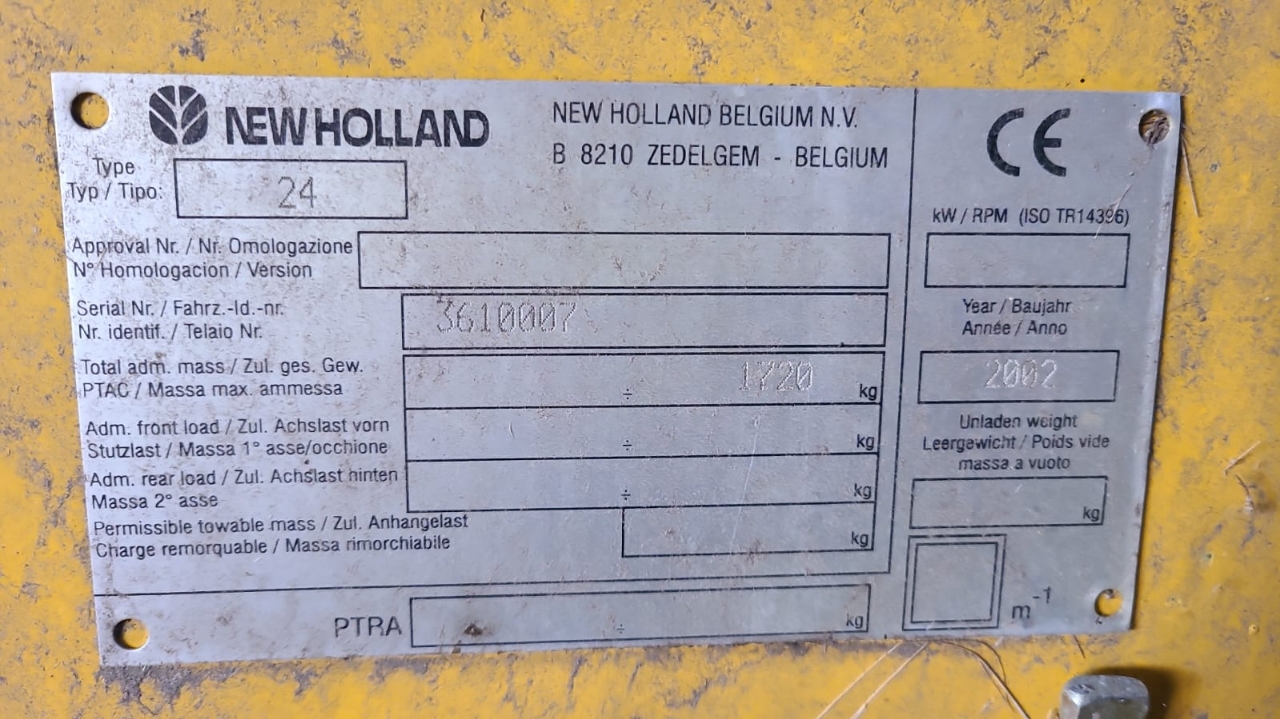 NEW HOLLAND
NEW HOLLAND BELGIUM N.V.
B 8210 ZEDELGEM - BELGIUM
CE
Type
Typ / Tipo:
24
kW / RPM (ISO TR14396)
Approval Nr. / Nr. Omologazione
N° Homologacion / Version
Serial Nr. / Fahrz.-Id.-nr.
Nr. identif. / Telaio Nr.
3610007
Year / Baujahr
Année / Anno
2002
Total adm. mass / Zul. ges. Gew.
PTAC / Massa max. ammessa
÷ 1720 kg
Adm. front load / Zul. Achslast vorn
Stutzlast / Massa 1° asse/occhione
÷ kg
Unladen weight
Leergewicht / Poids vide
massa a vuoto
kg
Adm. rear load / Zul. Achslast hinten
Massa 2° asse
÷ kg
Permissible towable mass / Zul. Anhangelast
Charge remorquable / Massa rimorchiabile
kg
PTRA
÷ kg
m-1